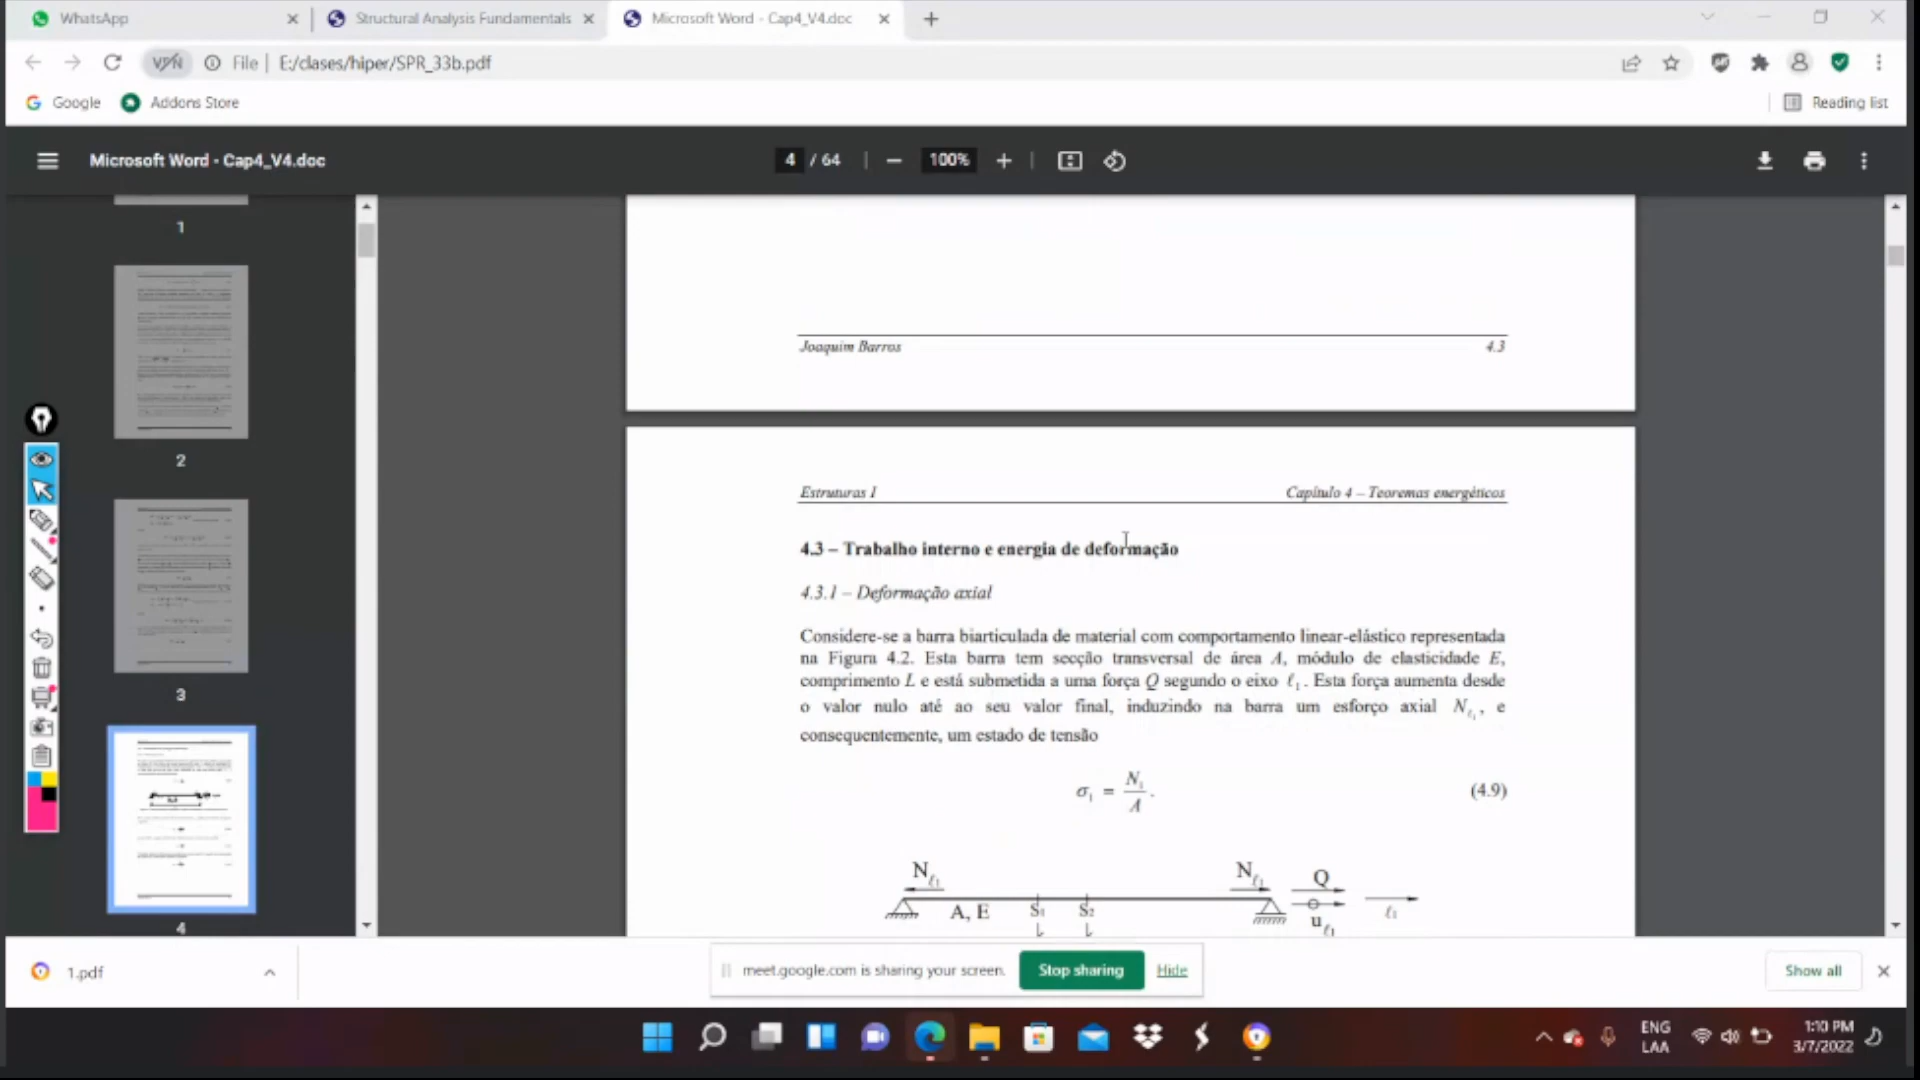 WhatsApp
Structural Analysis Fundamentals
Microsoft Word - Cap4_V4.doc
VPN
File
E:/clases/hiper/SPR_33b.pdf
Google
Addons Store
Reading list
Microsoft Word - Cap4_V4.doc
4 / 64
100%
1
2
3
4
Joaquim Barros
4.3
Estruturas I
Capítulo 4 – Teoremas energéticos
4.3 – Trabalho interno e energia de deformação
4.3.1 – Deformação axial
Considere-se a barra biarticulada de material com comportamento linear-elástico representada
na Figura 4.2. Esta barra tem secção transversal de área A, módulo de elasticidade E,
comprimento L e está submetida a uma força Q segundo o eixo ℓ₁. Esta força aumenta desde
o valor nulo até ao seu valor final, induzindo na barra um esforço axial N_ℓ₁, e
consequentemente, um estado de tensão
σ₁ = N₁/A. (4.9)
N_ℓ₁ N_ℓ₁ Q
A, E S₁ S₂ u_ℓ₁ ℓ₁
1.pdf
meet.google.com is sharing your screen.
Stop sharing
Hide
Show all
ENG
LAA
1:10 PM
3/7/2022